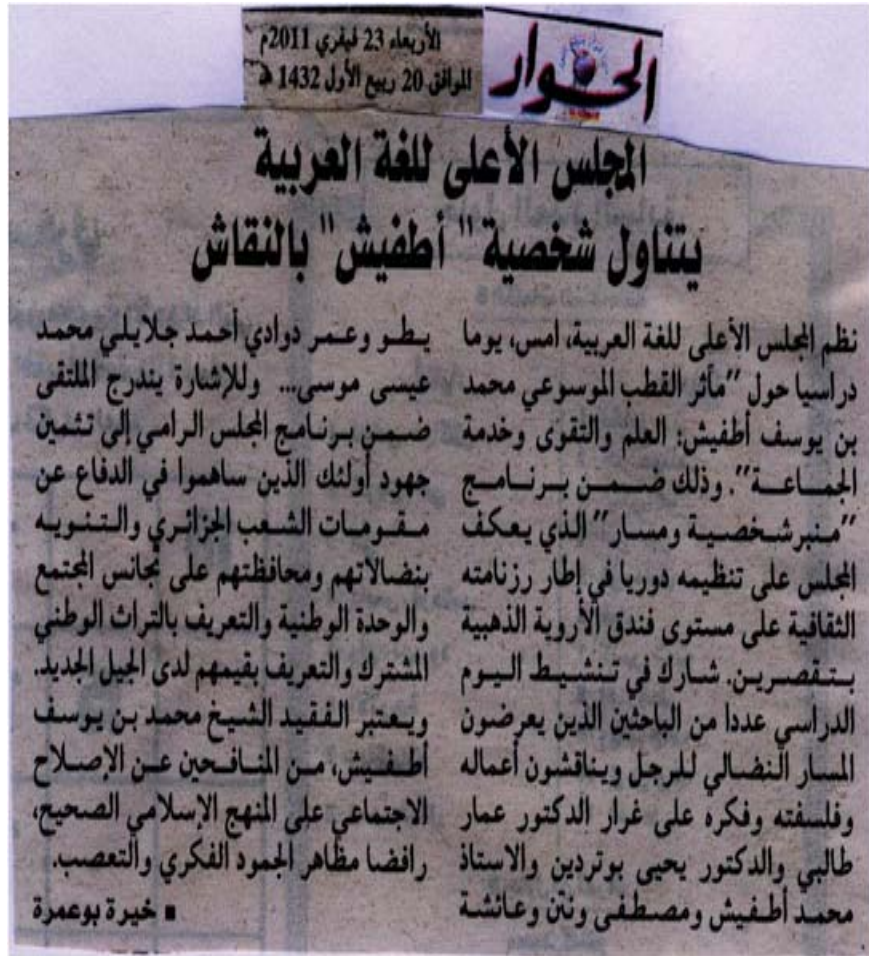 الحوار
الأربعاء 23 فيفري 2011م
الموافق 20 ربيع الأول 1432 هـ
المجلس الأعلى للغة العربية
يتناول شخصية "أطفيش" بالنقاش
نظم المجلس الأعلى للغة العربية، امس، يوما
دراسيا حول "مأثر القطب الموسوعي محمد
بن يوسف أطفيش: العلم والتقوى وخدمة
الجماعة". وذلك ضمن برنامج
"منبر شخصية ومسار" الذي يعكف
المجلس على تنظيمه دوريا في إطار رزنامته
الثقافية على مستوى فندق الأروية الذهبية
بتقصرين. شارك في تنشيط اليوم
الدراسي عددا من الباحثين الذين يعرضون
المسار النضالي للرجل ويناقشون أعماله
وفلسفته وفكره على غرار الدكتور عمار
طالبي والدكتور يحيى بوتردين والاستاذ
محمد أطفيش ومصطفى ونتن وعائشة
يطو وعمر دوادي أحمد جلايلي محمد
عيسى موسى... وللإشارة يندرج الملتقى
ضمن برنامج المجلس الرامي إلى تثمين
جهود أولئك الذين ساهموا في الدفاع عن
مقومات الشعب الجزائري والتنويه
بنضالاتهم ومحافظتهم على تجانس المجتمع
والوحدة الوطنية والتعريف بالتراث الوطني
المشترك والتعريف بقيمهم لدى الجيل الجديد.
ويعتبر الفقيد الشيخ محمد بن يوسف
أطفيش، من المنافحين عن الإصلاح
الاجتماعي على المنهج الإسلامي الصحيح،
رافضا مظاهر الجمود الفكري والتعصب.
■ خيرة بوعمرة